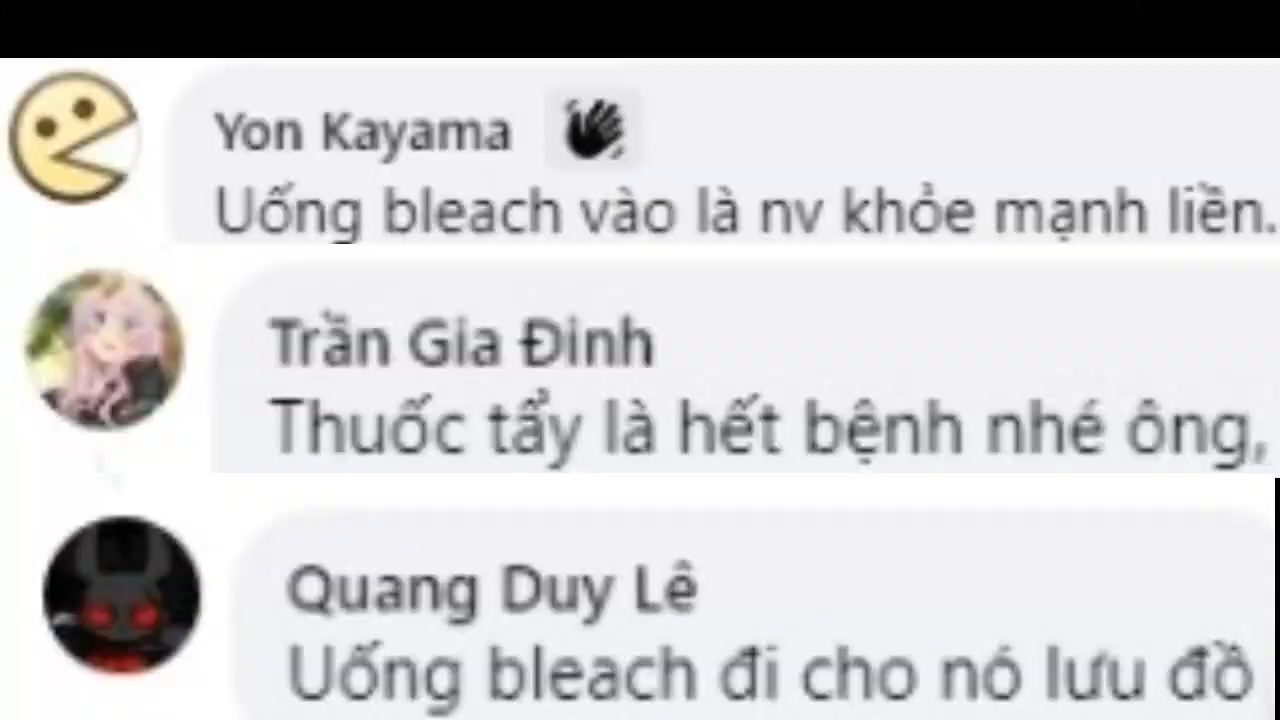 Yon Kayama
Uống bleach vào là nv khỏe mạnh liền.
Trần Gia Đinh
Thuốc tẩy là hết bệnh nhé ông,
Quang Duy Lê
Uống bleach đi cho nó lưu đồ